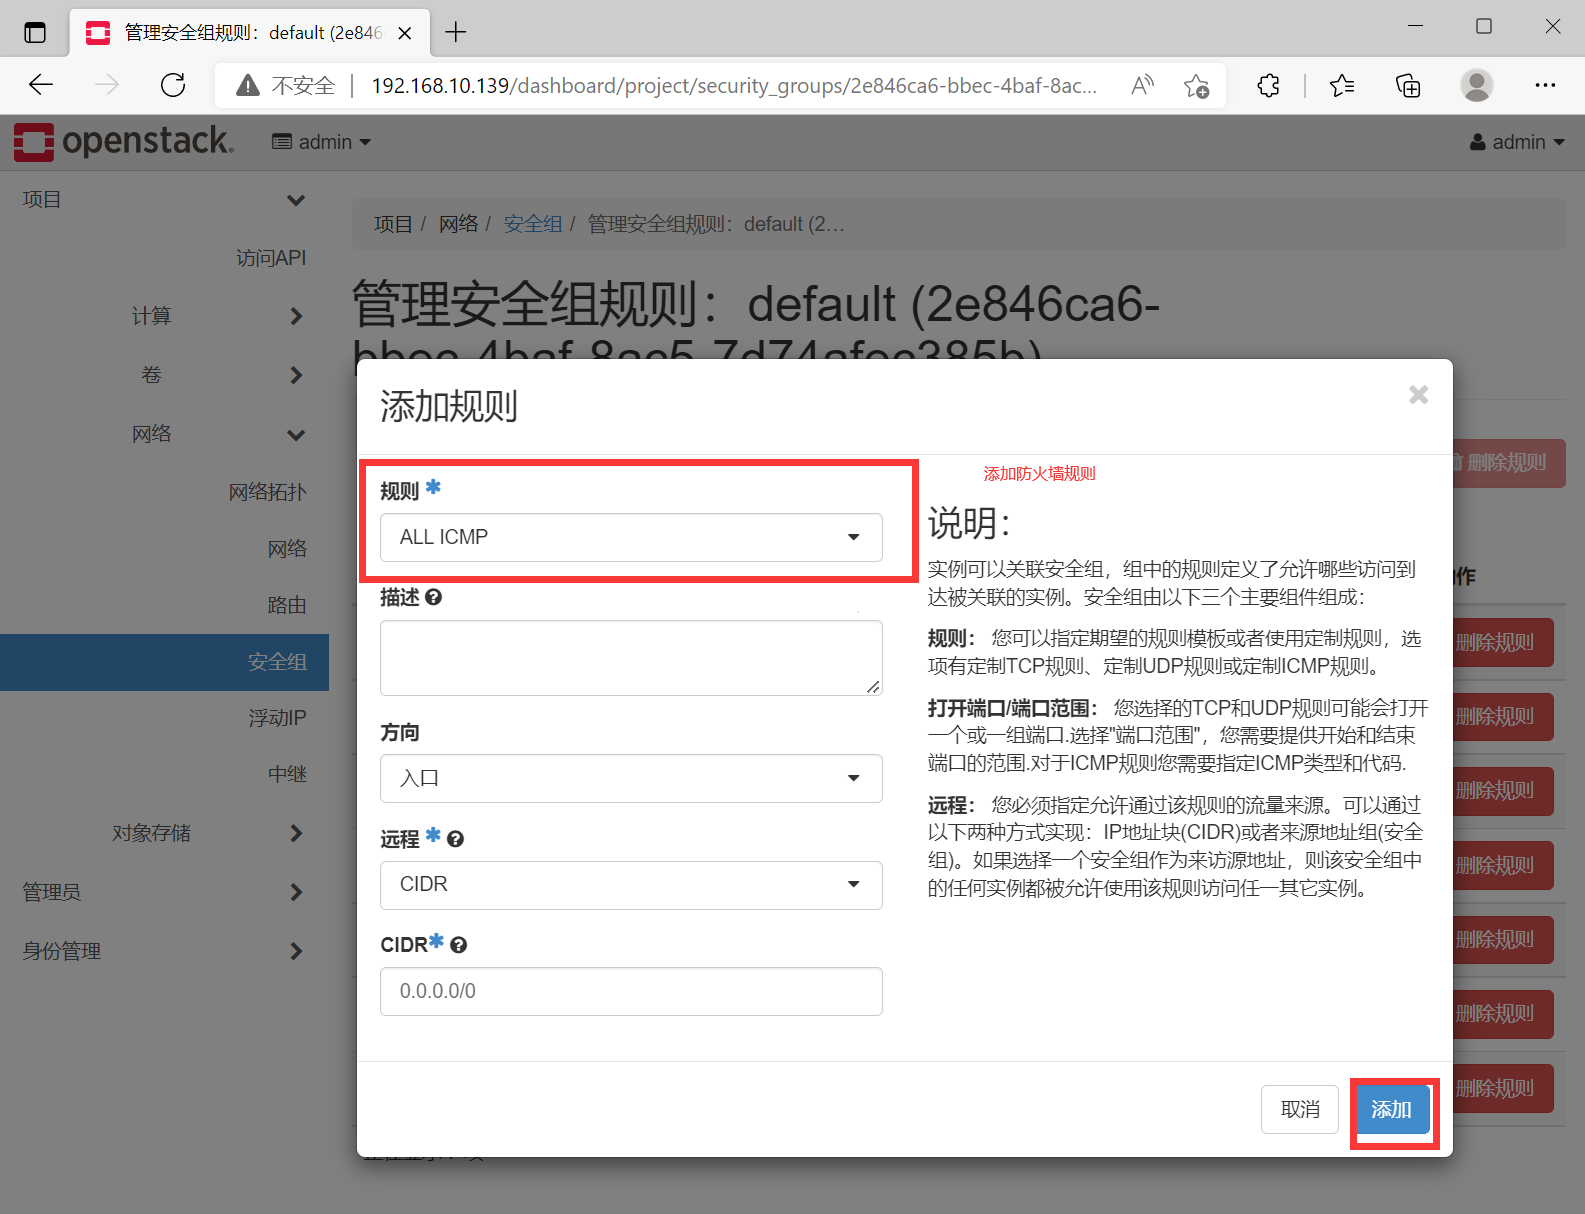 管理安全组规则：default (2e846
不安全
192.168.10.139/dashboard/project/security_groups/2e846ca6-bbec-4baf-8ac...
openstack.
admin
admin
项目
访问API
计算
卷
网络
网络拓扑
网络
路由
安全组
浮动IP
中继
对象存储
管理员
身份管理
项目 / 网络 / 安全组 / 管理安全组规则：default (2...
管理安全组规则：default (2e846ca6-
bbec-4baf-8ac5-7d74afec385b)
删除规则
作
删除规则
删除规则
删除规则
删除规则
删除规则
删除规则
删除规则
添加规则
×
规则 *
ALL ICMP
描述
方向
入口
远程 *
CIDR
CIDR*
0.0.0.0/0
添加防火墙规则
说明：
实例可以关联安全组，组中的规则定义了允许哪些访问到
达被关联的实例。安全组由以下三个主要组件组成：
规则： 您可以指定期望的规则模板或者使用定制规则，选
项有定制TCP规则、定制UDP规则或定制ICMP规则。
打开端口/端口范围： 您选择的TCP和UDP规则可能会打开
一个或一组端口.选择"端口范围"，您需要提供开始和结束
端口的范围.对于ICMP规则您需要指定ICMP类型和代码.
远程： 您必须指定允许通过该规则的流量来源。可以通过
以下两种方式实现：IP地址块(CIDR)或者来源地址组(安全
组)。如果选择一个安全组作为来访源地址，则该安全组中
的任何实例都被允许使用该规则访问任一其它实例。
取消
添加